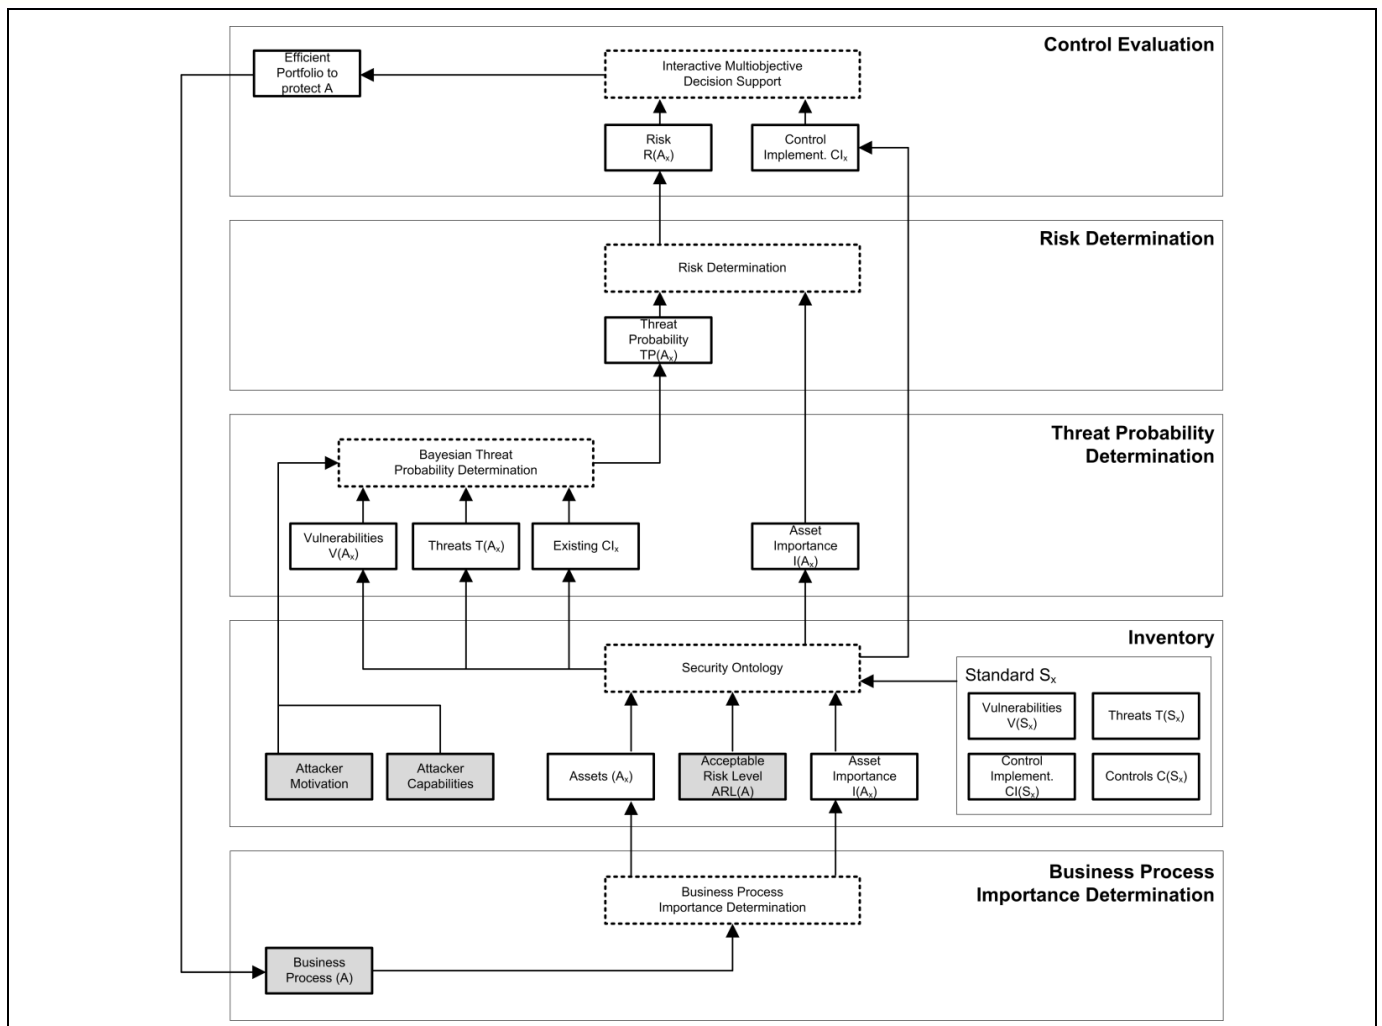 Control Evaluation
Efficient
Portfolio to
protect A
Interactive Multiobjective
Decision Support
Risk
R(Aₓ)
Control
Implement. CIₓ
Risk Determination
Risk Determination
Threat
Probability
TP(Aₓ)
Threat Probability
Determination
Bayesian Threat
Probability Determination
Vulnerabilities
V(Aₓ)
Threats T(Aₓ)
Existing CIₓ
Asset
Importance
I(Aₓ)
Inventory
Security Ontology
Standard Sₓ
Vulnerabilities
V(Sₓ)
Threats T(Sₓ)
Control
Implement.
CI(Sₓ)
Controls C(Sₓ)
Attacker
Motivation
Attacker
Capabilities
Assets (Aₓ)
Acceptable
Risk Level
ARL(A)
Asset
Importance
I(Aₓ)
Business Process
Importance Determination
Business Process
Importance Determination
Business
Process (A)